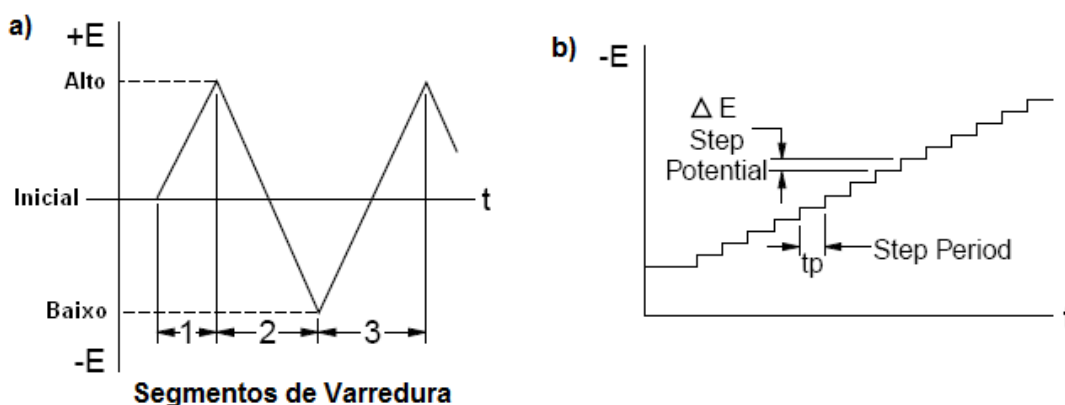 a)
+E
Alto
Inicial
t
Baixo
1
2
3
-E
Segmentos de Varredura
b)
-E
Δ E
Step
Potential
tp
Step Period